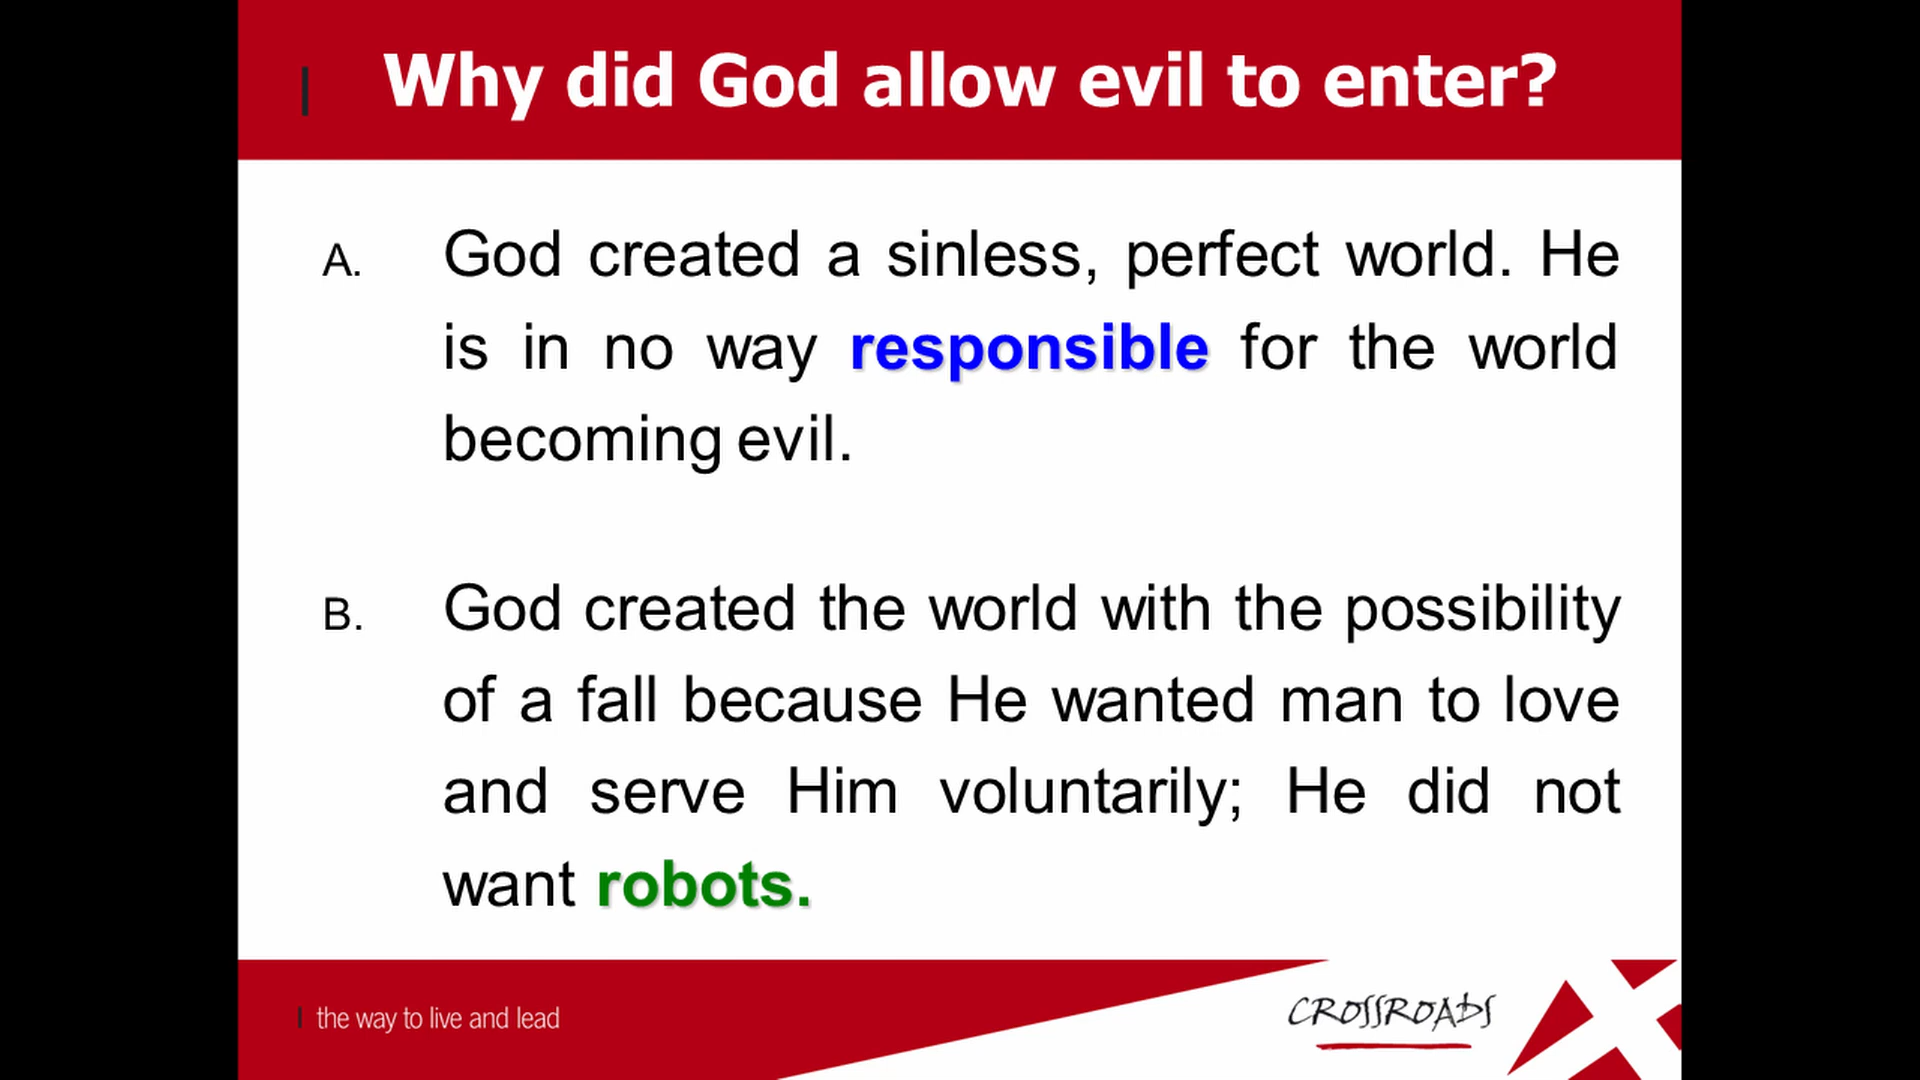 Why did God allow evil to enter?
A. God created a sinless, perfect world. He
is in no way responsible for the world
becoming evil.
B. God created the world with the possibility
of a fall because He wanted man to love
and serve Him voluntarily; He did not
want robots.
the way to live and lead
CROSSROADS